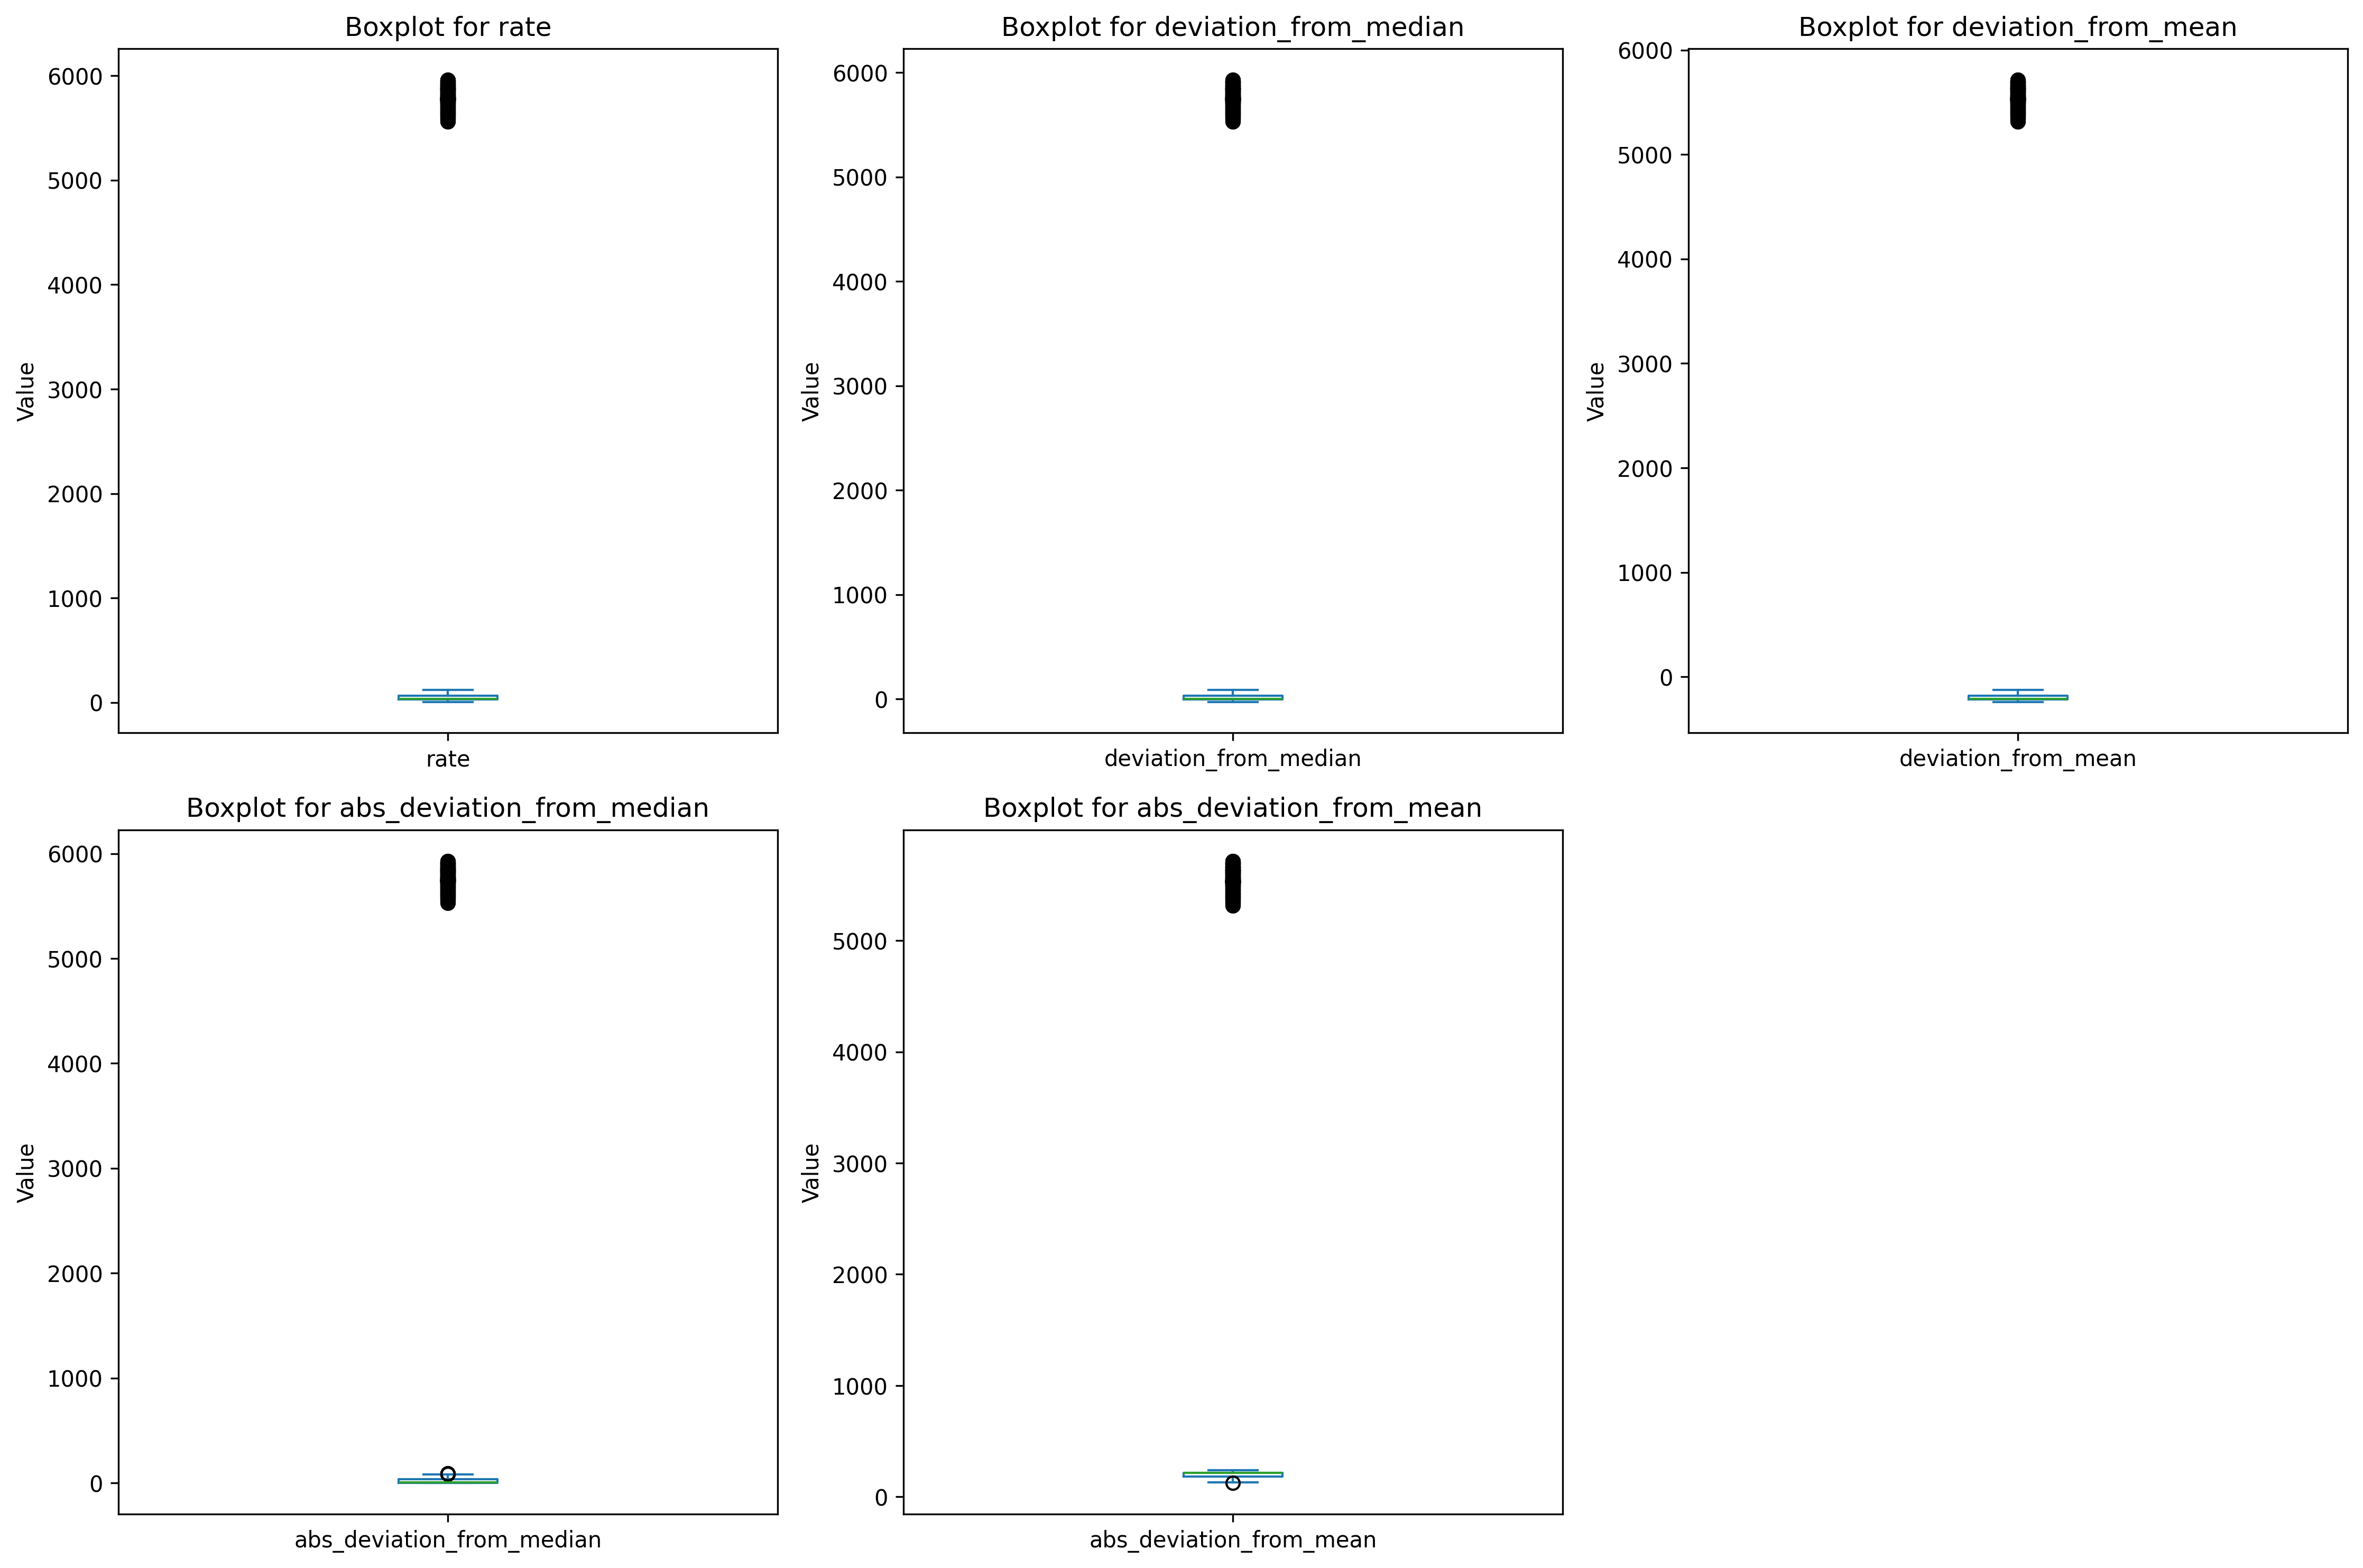 Boxplot for rate
6000
5000
4000
3000
2000
1000
0
Value
rate
Boxplot for deviation_from_median
6000
5000
4000
3000
2000
1000
0
Value
deviation_from_median
Boxplot for deviation_from_mean
6000
5000
4000
3000
2000
1000
0
Value
deviation_from_mean
Boxplot for abs_deviation_from_median
6000
5000
4000
3000
2000
1000
0
Value
abs_deviation_from_median
Boxplot for abs_deviation_from_mean
5000
4000
3000
2000
1000
0
Value
abs_deviation_from_mean